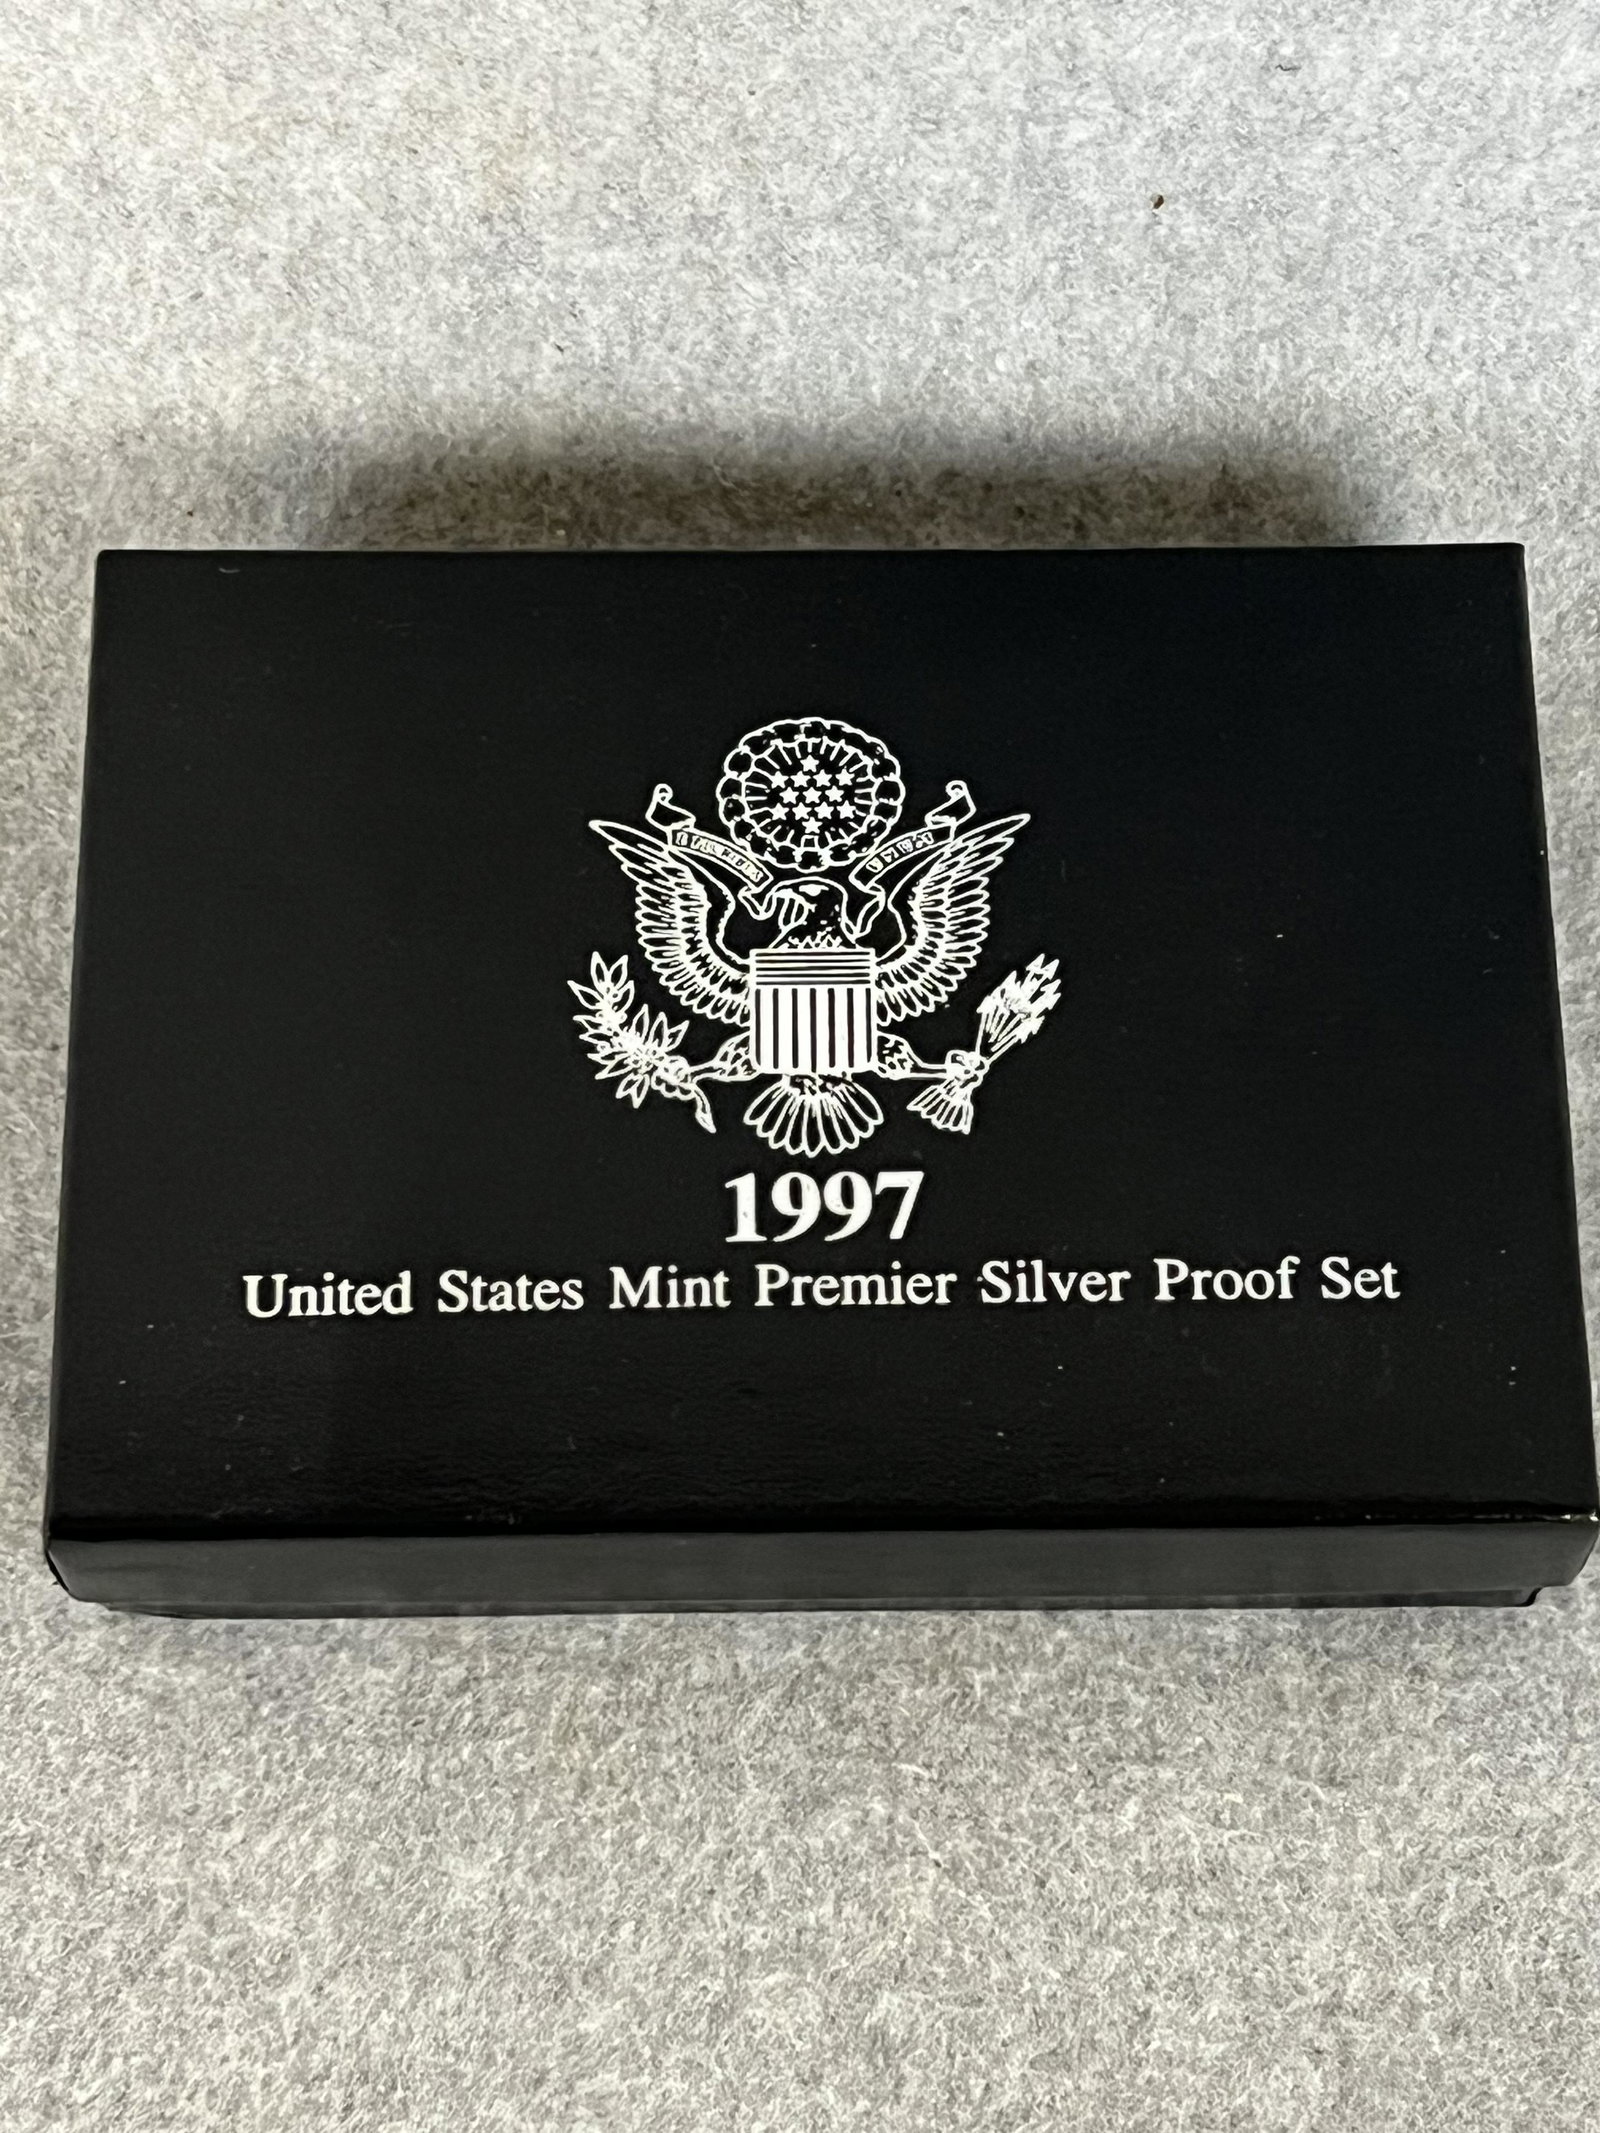 1997
United States Mint Premier Silver Proof Set